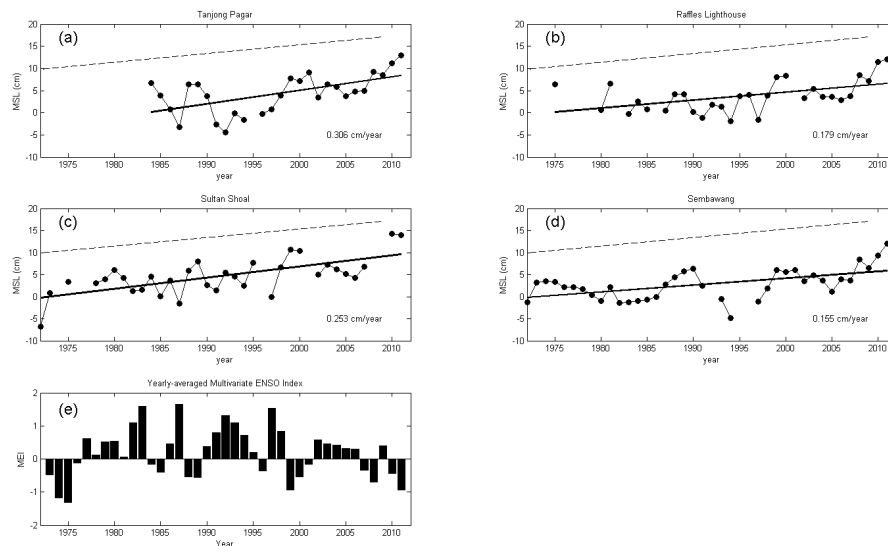 Tanjong Pagar
(a)
MSL (cm)
20
15
10
5
0
-5
-10
0.306 cm/year
1975 1980 1985 1990 1995 2000 2005 2010
year
Raffles Lighthouse
(b)
MSL (cm)
20
15
10
5
0
-5
-10
0.179 cm/year
1975 1980 1985 1990 1995 2000 2005 2010
year
Sultan Shoal
(c)
MSL (cm)
20
15
10
5
0
-5
-10
0.253 cm/year
1975 1980 1985 1990 1995 2000 2005 2010
year
Sembawang
(d)
MSL (cm)
20
15
10
5
0
-5
-10
0.155 cm/year
1975 1980 1985 1990 1995 2000 2005 2010
year
Yearly-averaged Multivariate ENSO Index
(e)
MEI
2
1
0
-1
-2
1975 1980 1985 1990 1995 2000 2005 2010
Year